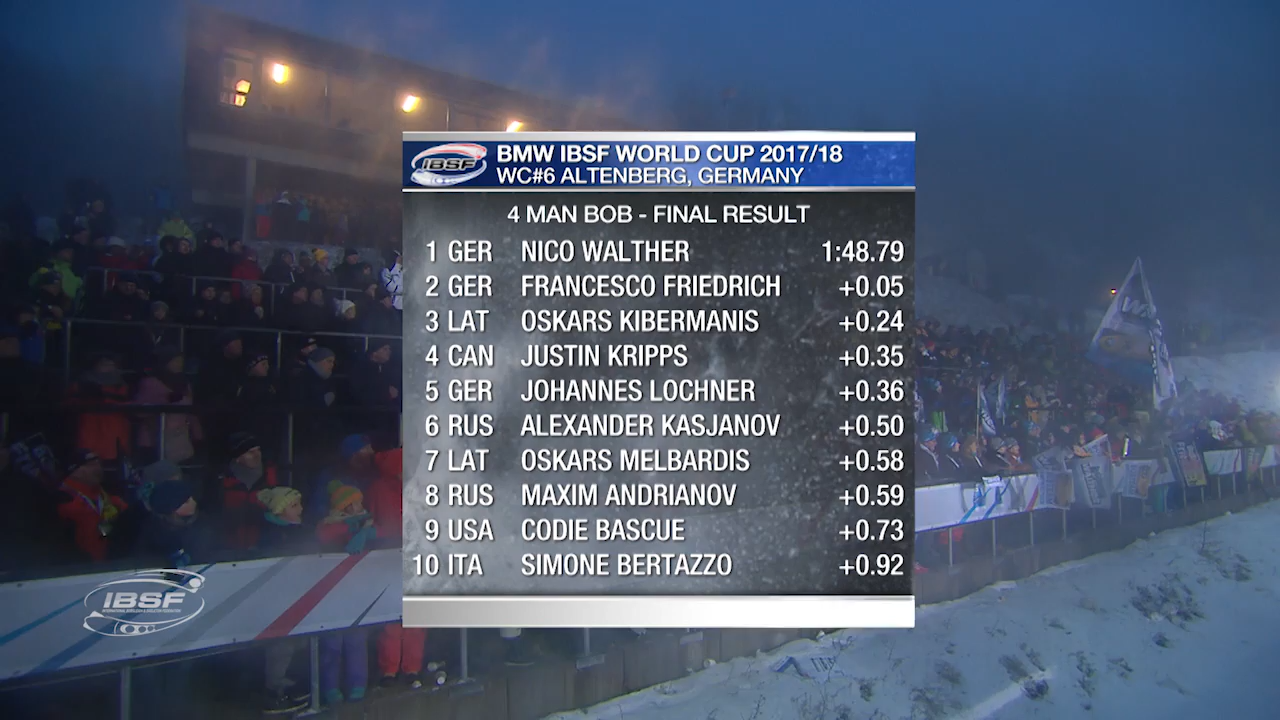 IBSF
BMW IBSF WORLD CUP 2017/18
WC#6 ALTENBERG, GERMANY
4 MAN BOB - FINAL RESULT
1 GER NICO WALTHER 1:48.79
2 GER FRANCESCO FRIEDRICH +0.05
3 LAT OSKARS KIBERMANIS +0.24
4 CAN JUSTIN KRIPPS +0.35
5 GER JOHANNES LOCHNER +0.36
6 RUS ALEXANDER KASJANOV +0.50
7 LAT OSKARS MELBARDIS +0.58
8 RUS MAXIM ANDRIANOV +0.59
9 USA CODIE BASCUE +0.73
10 ITA SIMONE BERTAZZO +0.92
IBSF
INTERNATIONAL BOBSLEIGH & SKELETON FEDERATION